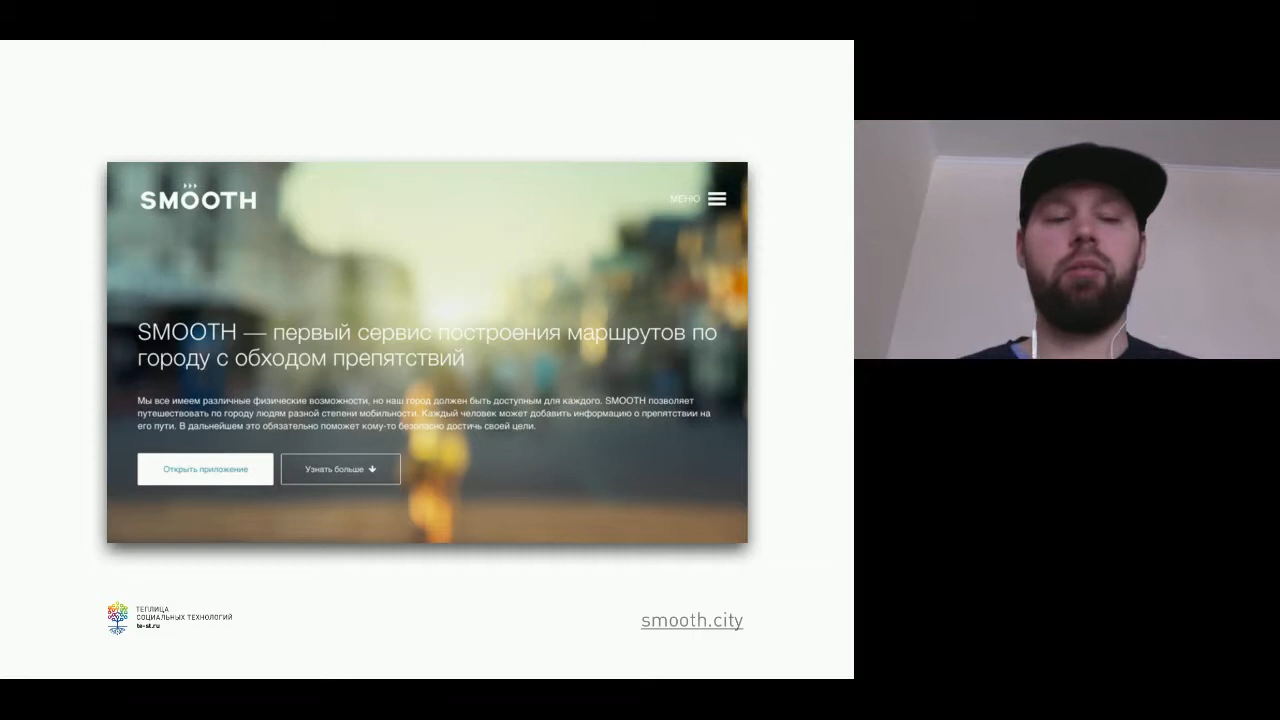 SMOOTH
МЕНЮ
SMOOTH — первый сервис построения маршрутов по
городу с обходом препятствий
Мы все имеем различные физические возможности, но наш город должен быть доступным для каждого. SMOOTH позволяет
путешествовать по городу людям разной степени мобильности. Каждый человек может добавить информацию о препятствии на
его пути. В дальнейшем это обязательно поможет кому-то безопасно достичь своей цели.
Открыть приложение
Узнать больше
ТЕПЛИЦА
СОЦИАЛЬНЫХ ТЕХНОЛОГИЙ
te-st.ru
smooth.city